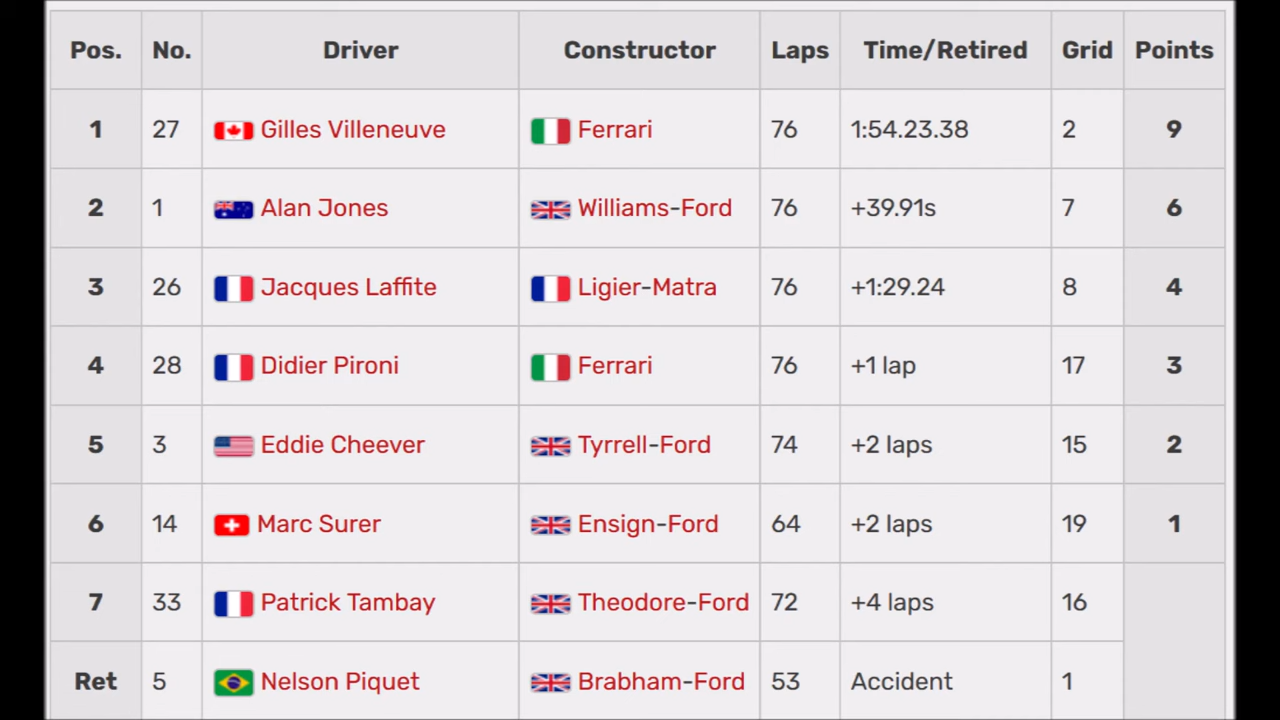 Pos. No. Driver Constructor Laps Time/Retired Grid Points
1 27 Gilles Villeneuve Ferrari 76 1:54.23.38 2 9
2 1 Alan Jones Williams-Ford 76 +39.91s 7 6
3 26 Jacques Laffite Ligier-Matra 76 +1:29.24 8 4
4 28 Didier Pironi Ferrari 76 +1 lap 17 3
5 3 Eddie Cheever Tyrrell-Ford 74 +2 laps 15 2
6 14 Marc Surer Ensign-Ford 64 +2 laps 19 1
7 33 Patrick Tambay Theodore-Ford 72 +4 laps 16
Ret 5 Nelson Piquet Brabham-Ford 53 Accident 1